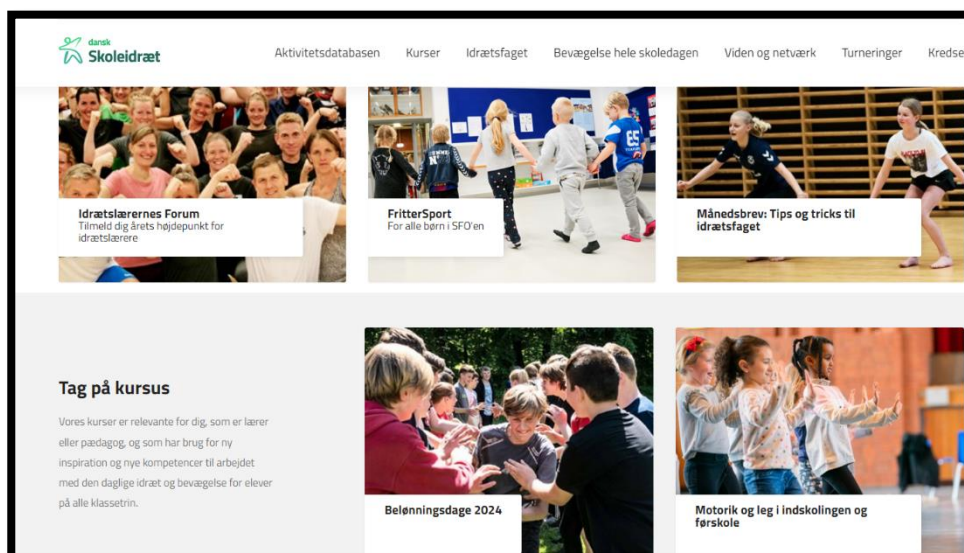 dansk
Skoleidræt
Aktivitetsdatabasen Kurser Idrætsfaget Bevægelse hele skoledagen Viden og netværk Turneringer Kredse
Idrætslærernes Forum
Tilmeld dig årets højdepunkt for
idrætslærere
FritterSport
For alle børn i SFO'en
Månedsbrev: Tips og tricks til
idrætsfaget
Tag på kursus
Vores kurser er relevante for dig, som er lærer
eller pædagog, og som har brug for ny
inspiration og nye kompetencer til arbejdet
med den daglige idræt og bevægelse for elever
på alle klassetrin.
Belønningsdage 2024
Motorik og leg i indskolingen og
førskole